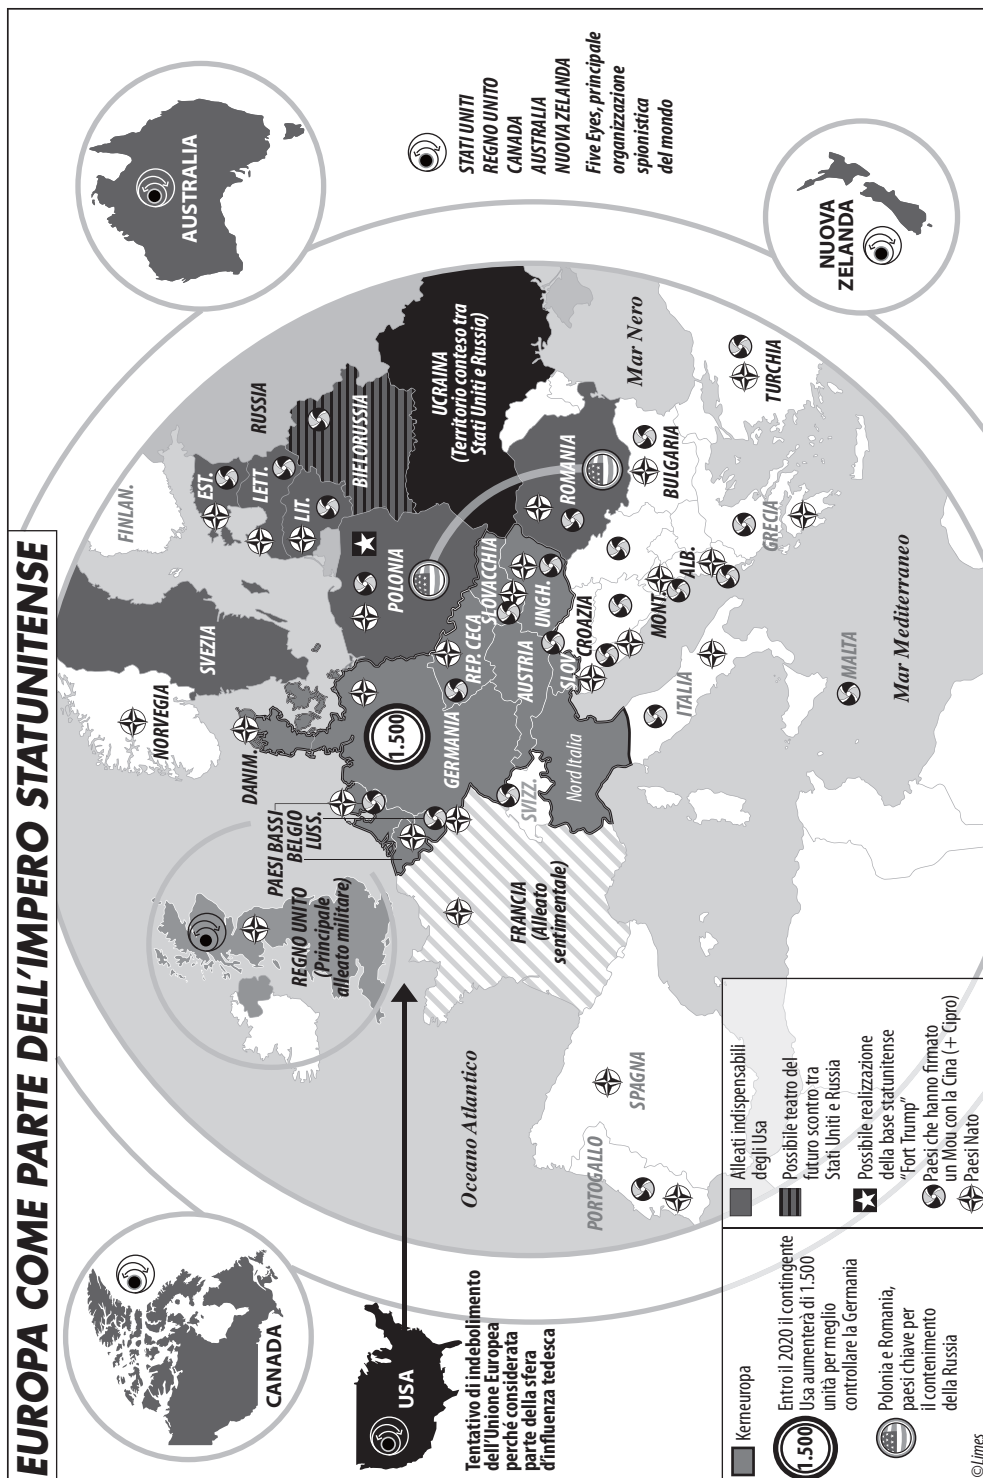 EUROPA COME PARTE DELL'IMPERO STATUNITENSE
CANADA
AUSTRALIA
NUOVA
ZELANDA
USA
Tentativo di indebolimento
dell'Unione Europea
perché considerata
parte della sfera
d'influenza tedesca
STATI UNITI
REGNO UNITO
CANADA
AUSTRALIA
NUOVA ZELANDA
Five Eyes, principale
organizzazione
spionistica
del mondo
Oceano Atlantico
NORVEGIA
SVEZIA
FINLAN.
RUSSIA
EST.
LETT.
LIT.
BIELORUSSIA
UCRAINA
(Territorio conteso tra
Stati Uniti e Russia)
DANIM.
PAESI BASSI
BELGIO
LUSS.
REGNO UNITO
(Principale
alleato militare)
1.500
GERMANIA
POLONIA
REP. CECA
SLOVACCHIA
AUSTRIA
UNGH.
SLOV.
CROAZIA
ROMANIA
BULGARIA
MONT.
ALB.
GRECIA
TURCHIA
Mar Nero
FRANCIA
(Alleato
sentimentale)
SVIZZ.
Nord Italia
ITALIA
MALTA
Mar Mediterraneo
SPAGNA
PORTOGALLO
Kerneuropa
1.500
Entro il 2020 il contingente
Usa aumenterà di 1.500
unità per meglio
controllare la Germania
Polonia e Romania,
paesi chiave per
il contenimento
della Russia
Alleati indispensabili
degli Usa
Possibile teatro del
futuro scontro tra
Stati Uniti e Russia
Possibile realizzazione
della base statunitense
"Fort Trump"
Paesi che hanno firmato
un Mou con la Cina (+ Cipro)
Paesi Nato
©Limes